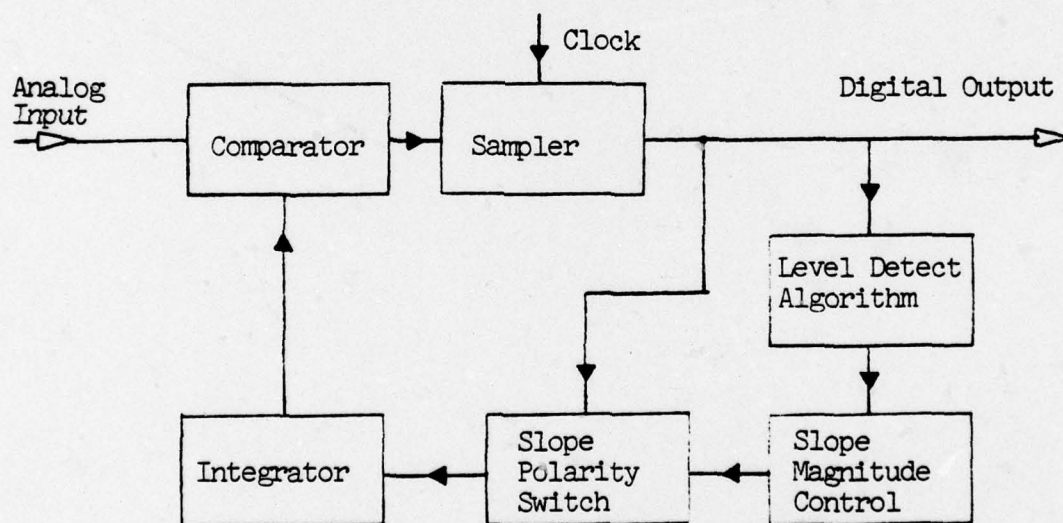 Clock
Analog
Input
Digital Output
Comparator
Sampler
Level Detect
Algorithm
Integrator
Slope
Polarity
Switch
Slope
Magnitude
Control